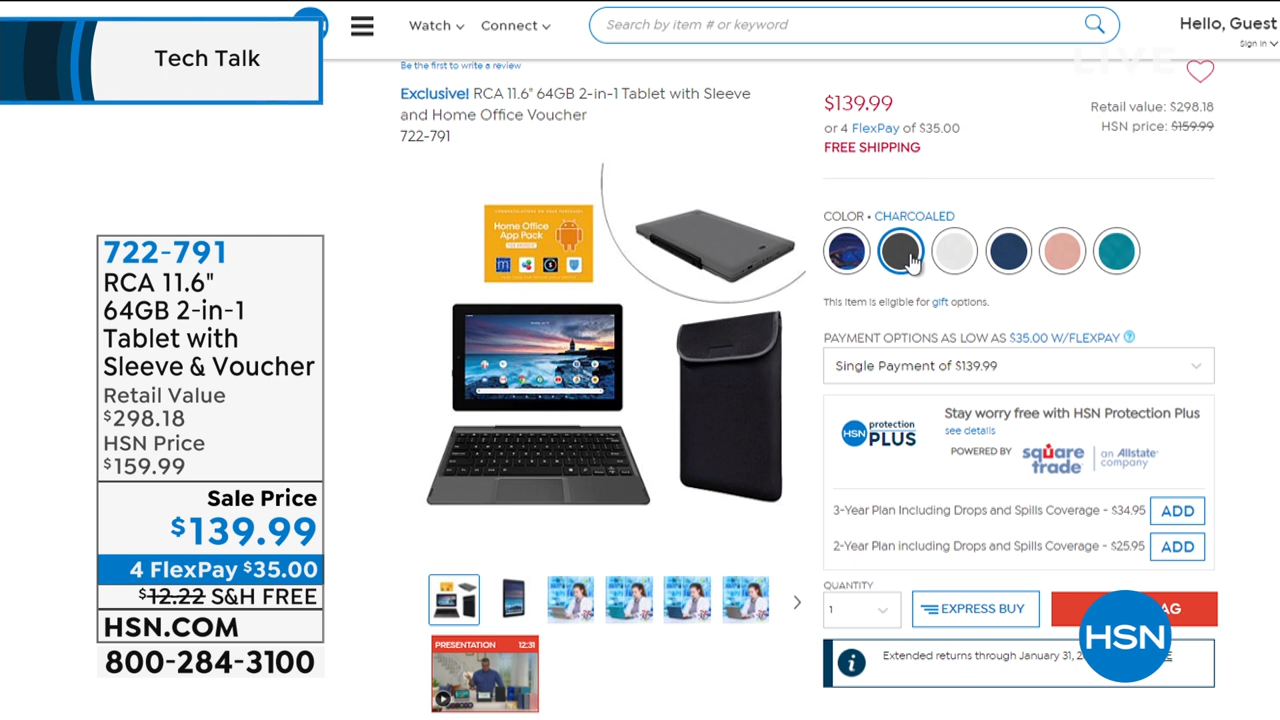 Tech Talk
Watch
Connect
Search by item # or keyword
Hello, Guest
Sign In
LIVE
Be the first to write a review
Exclusive! RCA 11.6" 64GB 2-in-1 Tablet with Sleeve
and Home Office Voucher
722-791
$139.99
or 4 FlexPay of $35.00
FREE SHIPPING
Retail value: $298.18
HSN price: $159.99
COLOR • CHARCOALED
This item is eligible for gift options.
PAYMENT OPTIONS AS LOW AS $35.00 W/FLEXPAY
Single Payment of $139.99
HSN protection
PLUS
Stay worry free with HSN Protection Plus
see details
POWERED BY
square
trade
an Allstate
company
3-Year Plan Including Drops and Spills Coverage - $34.95
ADD
2-Year Plan including Drops and Spills Coverage - $25.95
ADD
QUANTITY
1
EXPRESS BUY
AG
Extended returns through January 31, 2
HSN
Home Office
App Pack
PRESENTATION 12:31
722-791
RCA 11.6"
64GB 2-in-1
Tablet with
Sleeve & Voucher
Retail Value
$298.18
HSN Price
$159.99
Sale Price
$139.99
4 FlexPay $35.00
$12.22 S&H FREE
HSN.COM
800-284-3100